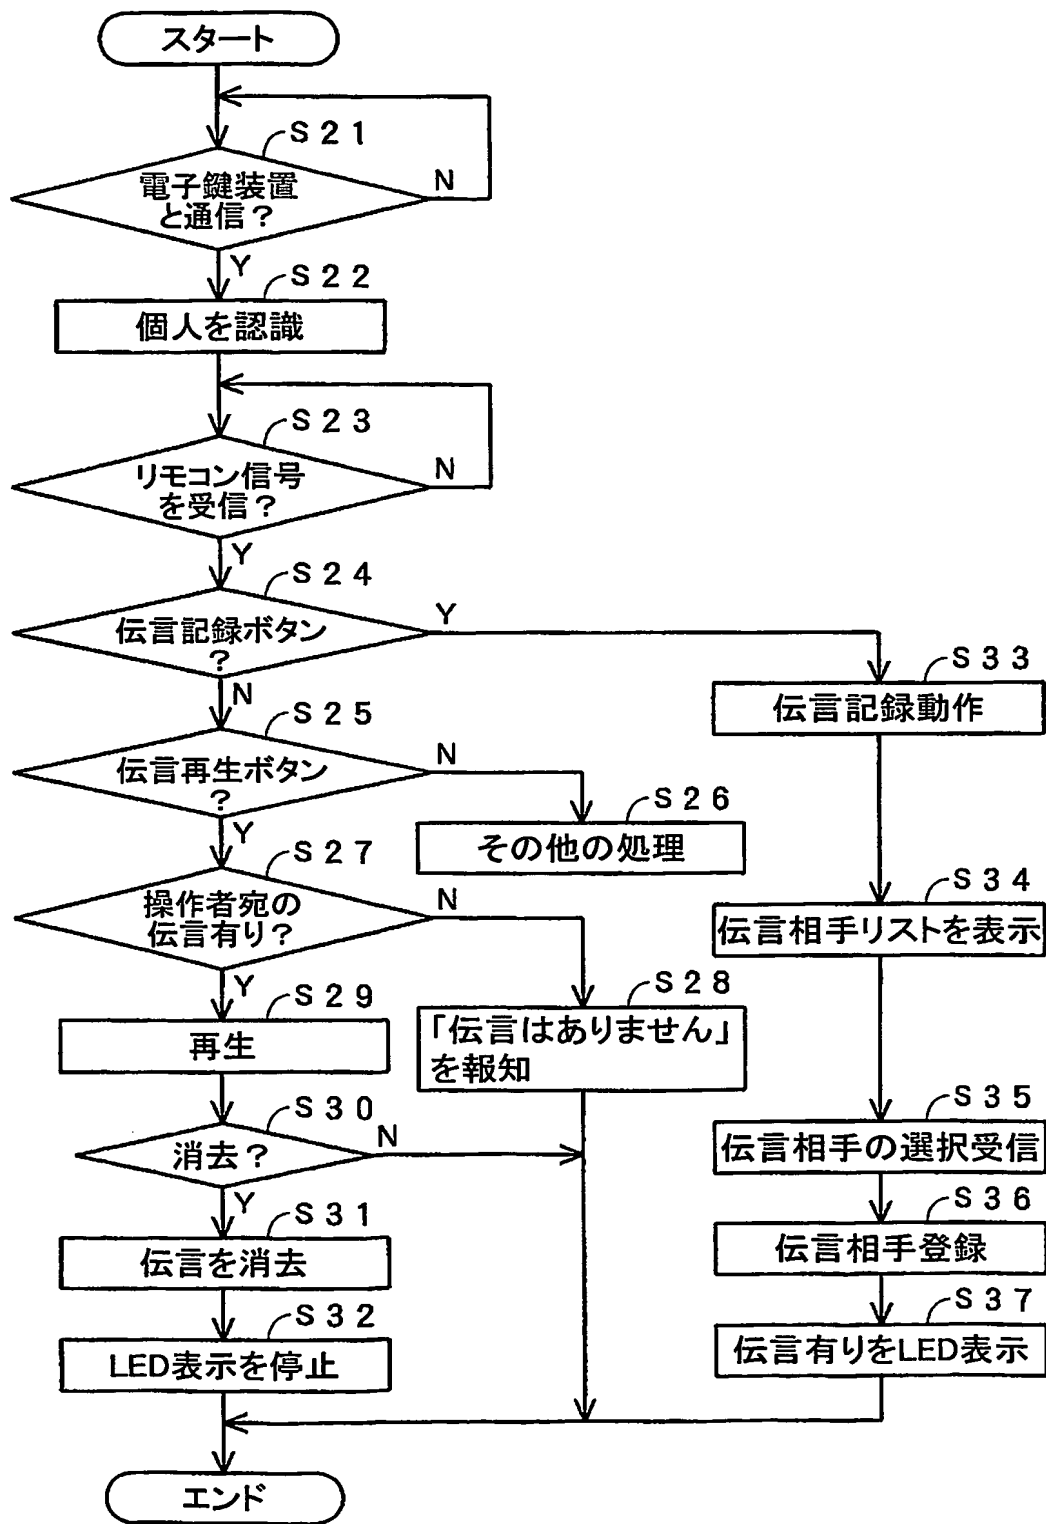 スタート
S21
電子鍵装置
と通信?
N
Y
S22
個人を認識
S23
リモコン信号
を受信?
N
Y
S24
伝言記録ボタン
?
Y
N
S33
伝言記録動作
S25
伝言再生ボタン
?
N
Y
S26
その他の処理
S27
操作者宛の
伝言有り?
N
Y
S34
伝言相手リストを表示
S28
「伝言はありません」
を報知
S29
再生
S30
消去?
N
Y
S35
伝言相手の選択受信
S31
伝言を消去
S36
伝言相手登録
S32
LED表示を停止
S37
伝言有りをLED表示
エンド